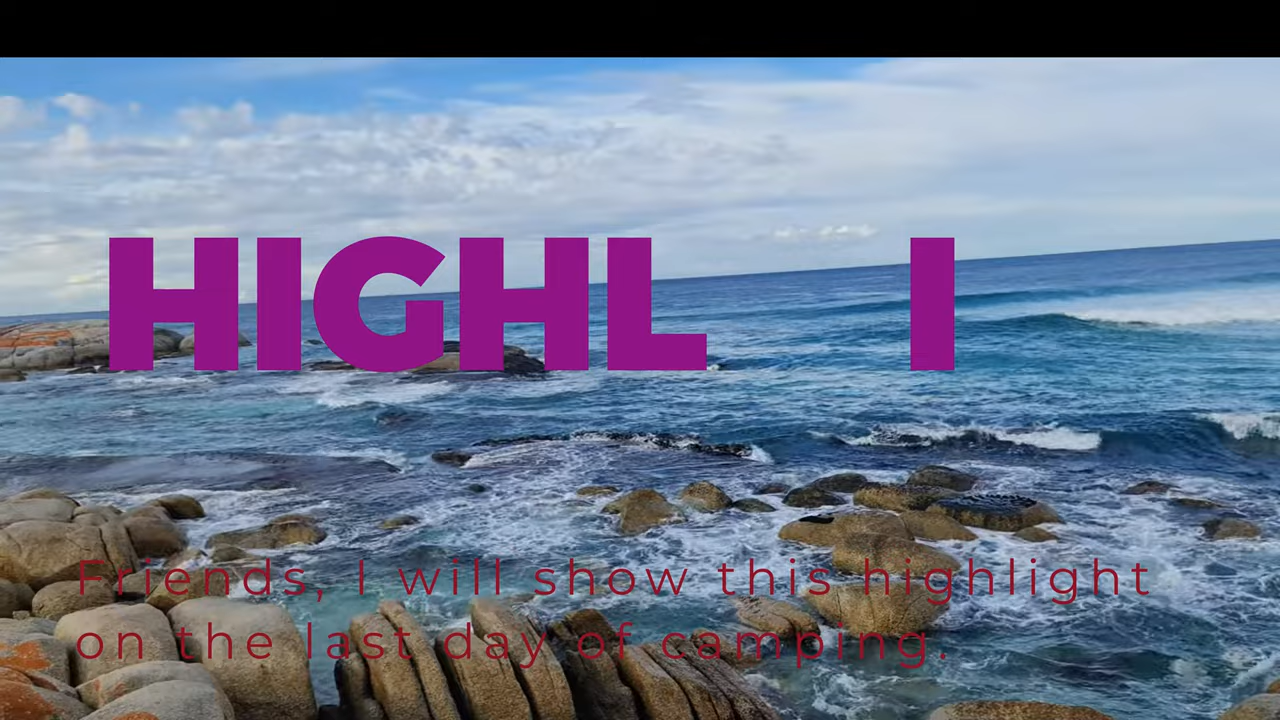 HIGHL I
Friends, I will show this highlight
on the last day of camping.